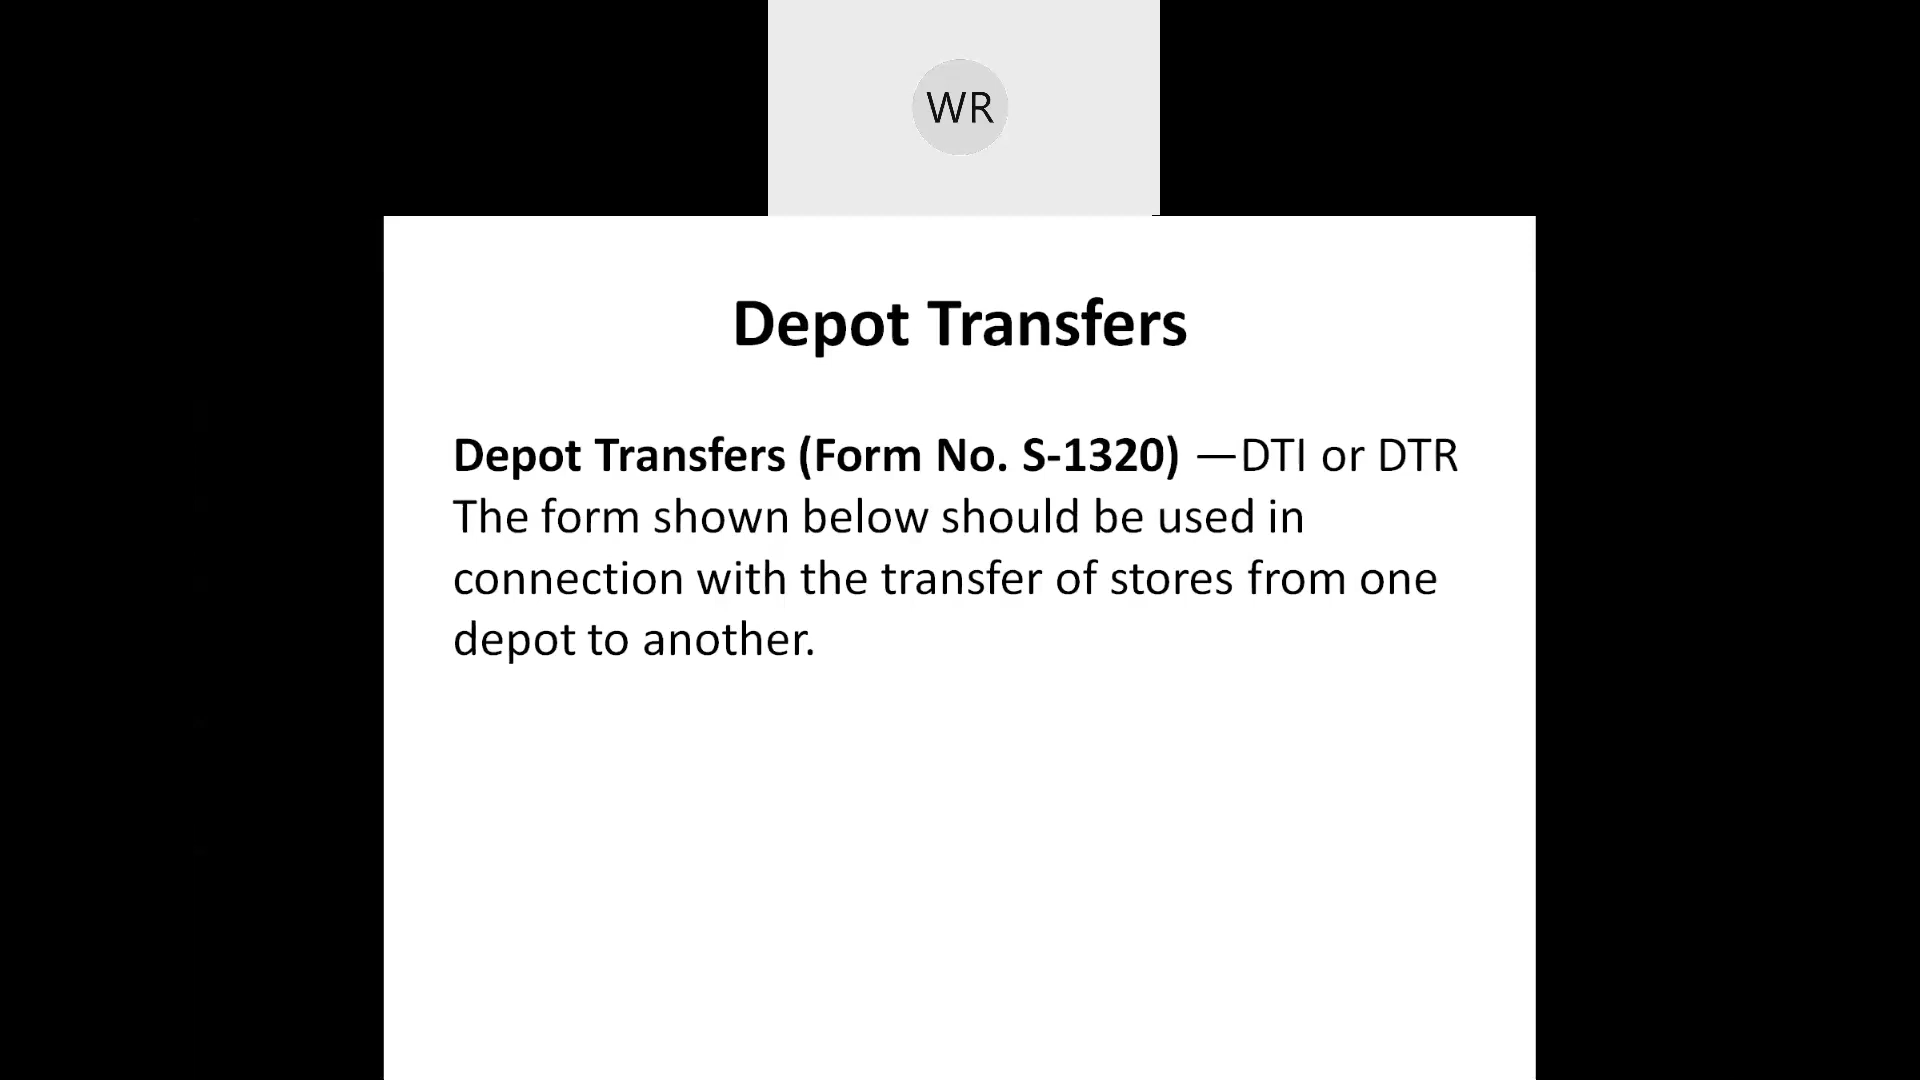 WR
Depot Transfers
Depot Transfers (Form No. S-1320) —DTI or DTR
The form shown below should be used in
connection with the transfer of stores from one
depot to another.